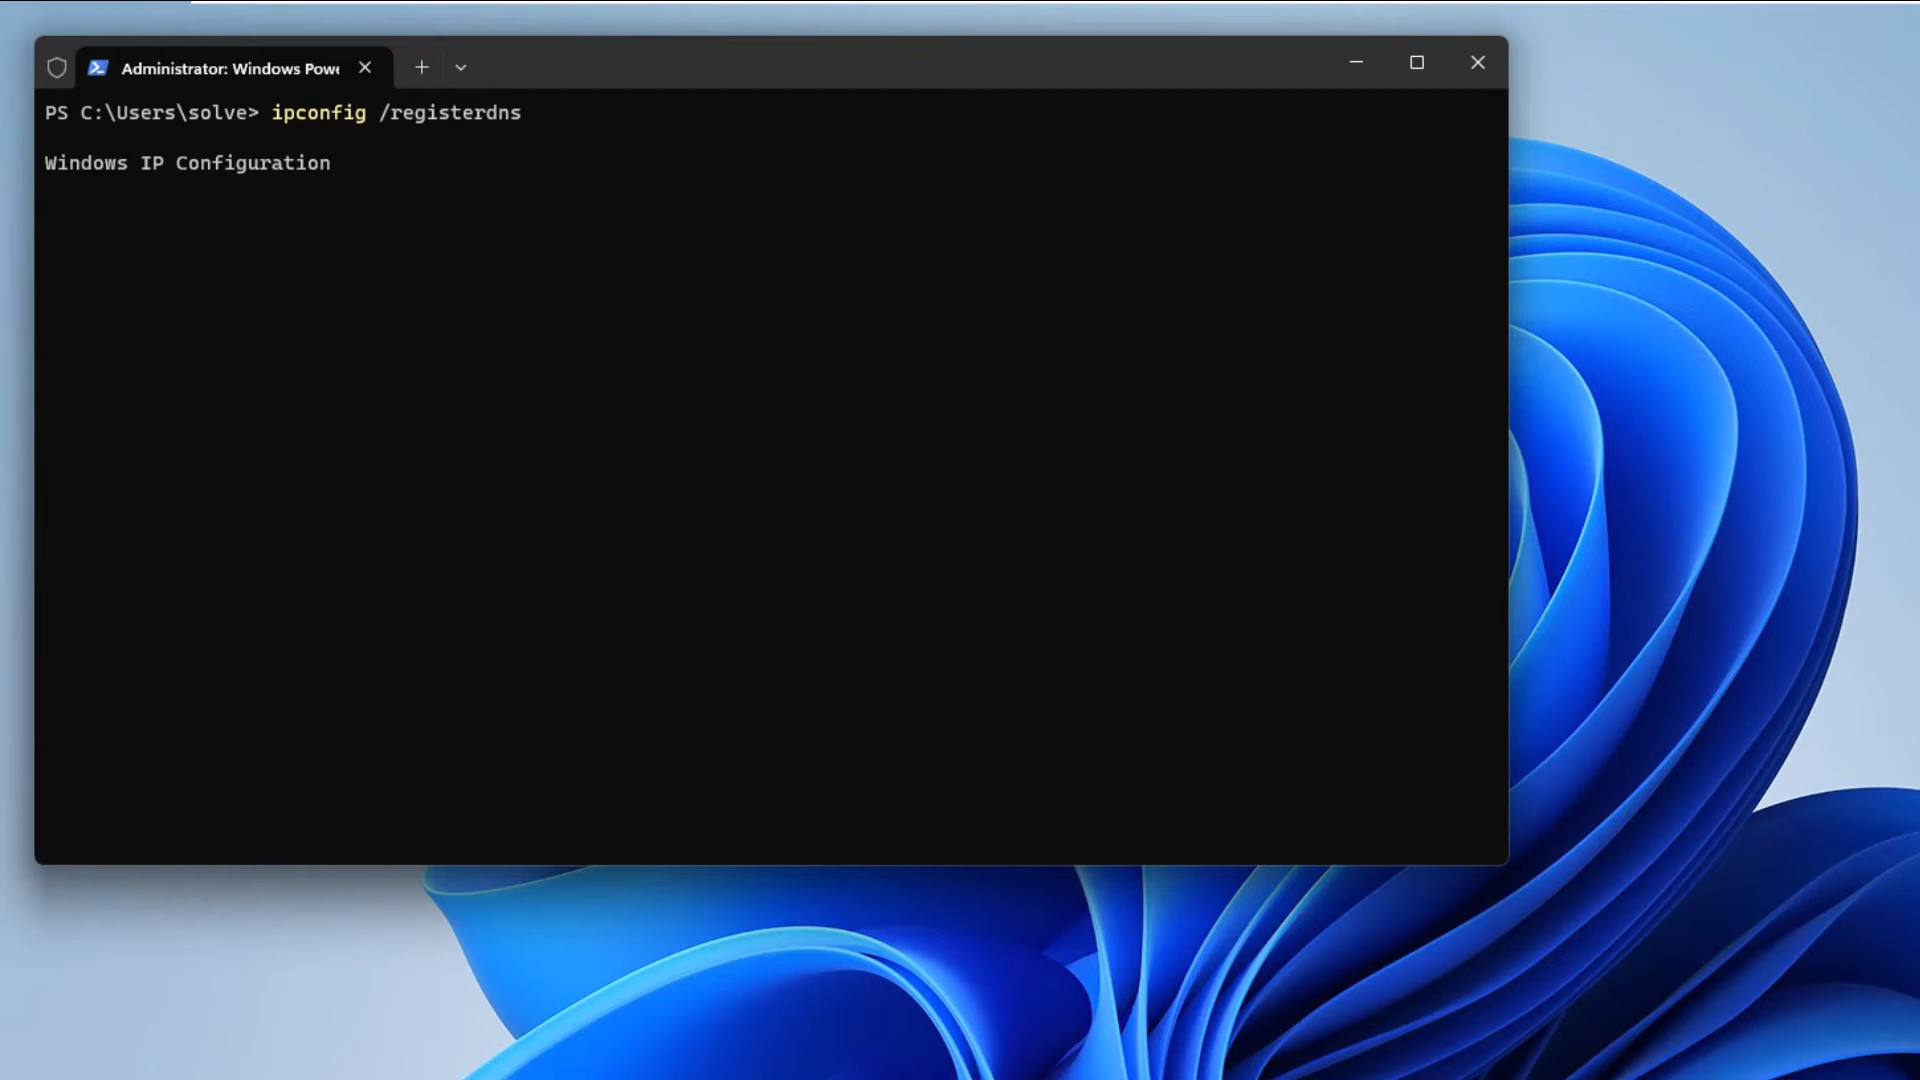 Administrator: Windows Powe
PS C:\Users\solve> ipconfig /registerdns
Windows IP Configuration